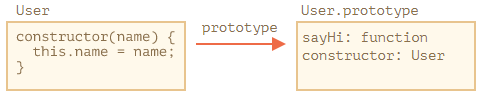 User
constructor(name) {
  this.name = name;
}
prototype
User.prototype
sayHi: function
constructor: User